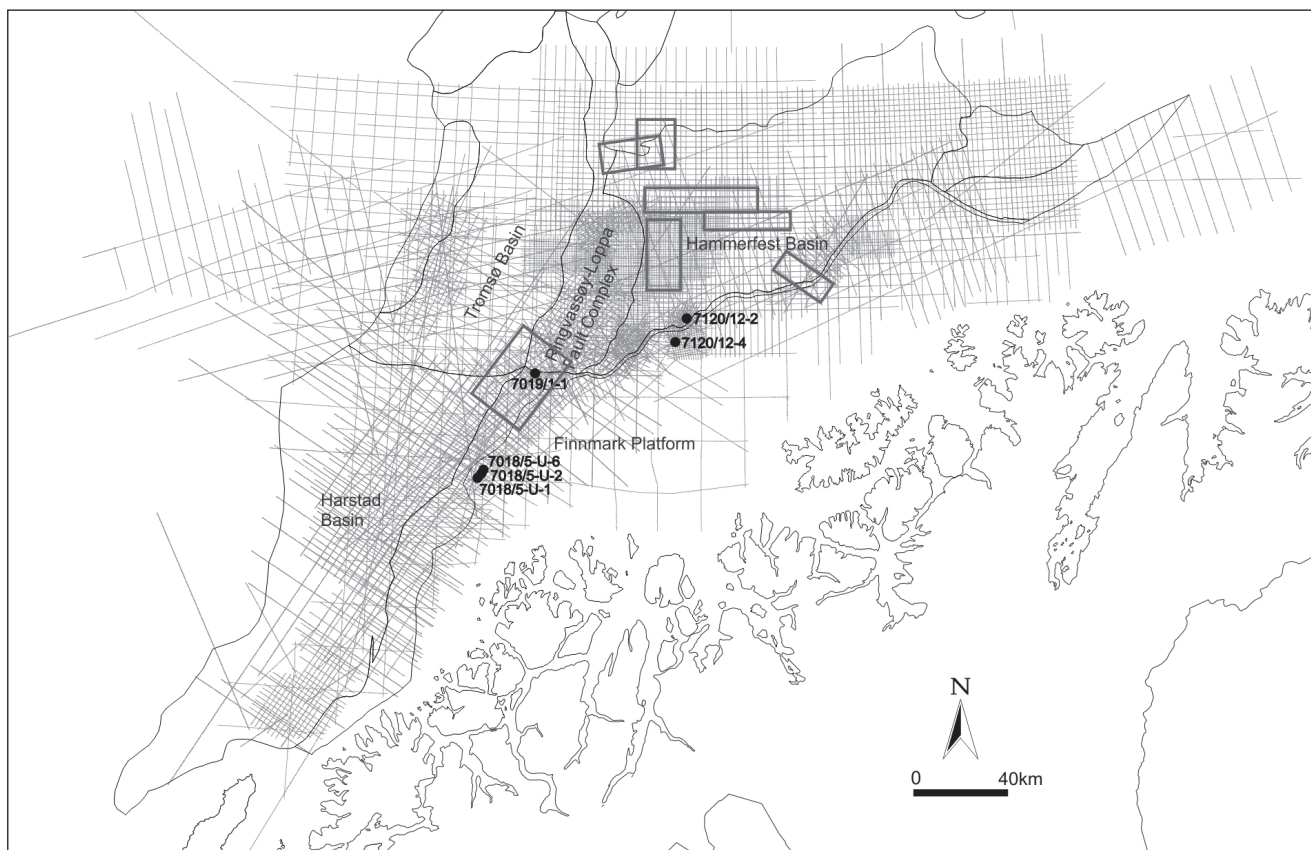 Tromsø Basin
Ringvassøy-Loppa
Fault Complex
Hammerfest Basin
7120/12-2
7120/12-4
7019/1-1
Finnmark Platform
7018/5-U-6
7018/5-U-2
7018/5-U-1
Harstad
Basin
N
0 40km